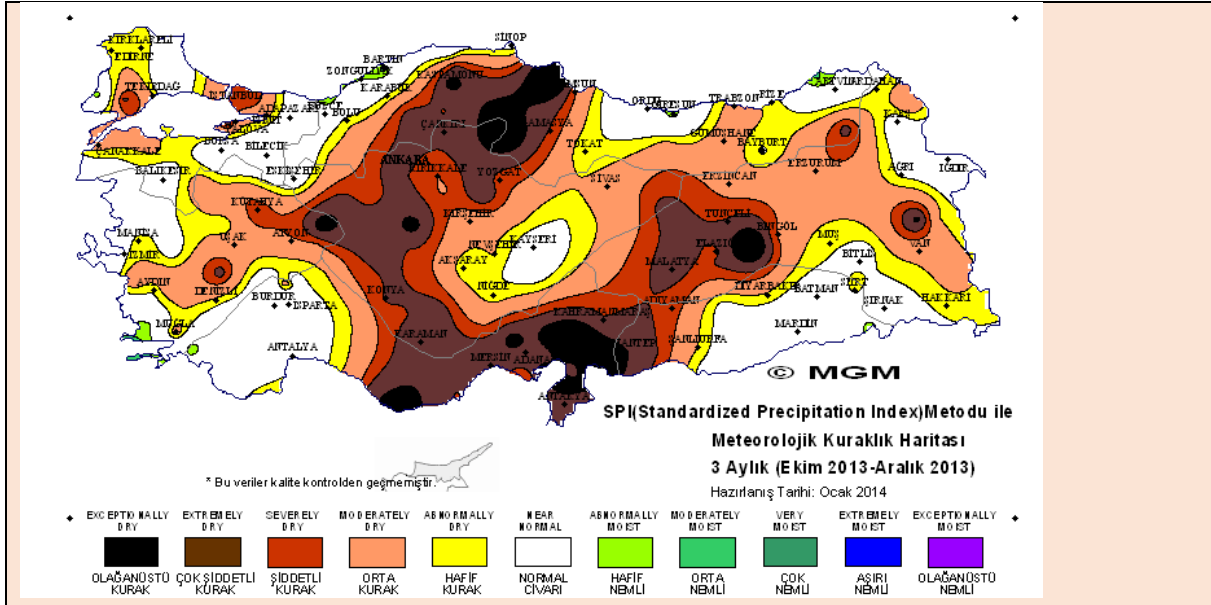 SİNOP
KIRKLARELİ
EDİRNE
BARTIN
ZONGULDAK
KASTAMONU
KARABÜK
TEKİRDAĞ
İSTANBUL
ADAPAZARI
BOLU
YALOVA
ORDU
GİRESUN
TRABZON
RİZE
ARTVİN
ARDAHAN
KARS
ÇANKIRI
AMASYA
ÇANAKKALE
BURSA
BİLECİK
ANKARA
TOKAT
GÜMÜŞHANE
BAYBURT
ERZURUM
AĞRI
IĞDIR
BALIKESİR
ESKİŞEHİR
KIRIKKALE
YOZGAT
SİVAS
ERZİNCAN
KÜTAHYA
KIRŞEHİR
TUNCELİ
BİNGÖL
MANİSA
UŞAK
AFYON
NEVŞEHİR
KAYSERİ
ELAZIĞ
MUŞ
VAN
İZMİR
AKSARAY
MALATYA
BİTLİS
AYDIN
DENİZLİ
BURDUR
ISPARTA
KONYA
NİĞDE
ADIYAMAN
DİYARBAKIR
BATMAN
SİİRT
ŞIRNAK
HAKKARİ
MUĞLA
KARAMAN
KAHRAMANMARAŞ
MARDİN
ANTALYA
MERSİN
ADANA
ANTEP
ŞANLIURFA
ANTALYA
© MGM
SPI(Standardized Precipitation Index)Metodu ile
Meteorolojik Kuraklık Haritası
3 Aylık (Ekim 2013-Aralık 2013)
Hazırlanış Tarihi: Ocak 2014
* Bu veriler kalite kontrolden geçmemiştir.
EXCEPTIONALLY DRY
EXTREMELY DRY
SEVERELY DRY
MODERATELY DRY
ABNORMALLY DRY
NEAR NORMAL
ABNORMALLY MOIST
MODERATELY MOIST
VERY MOIST
EXTREMELY MOIST
EXCEPTIONALLY MOIST
OLAĞANÜSTÜ KURAK
ÇOK ŞİDDETLİ KURAK
ŞİDDETLİ KURAK
ORTA KURAK
HAFİF KURAK
NORMAL CİVARI
HAFİF NEMLİ
ORTA NEMLİ
ÇOK NEMLİ
AŞIRI NEMLİ
OLAĞANÜSTÜ NEMLİ